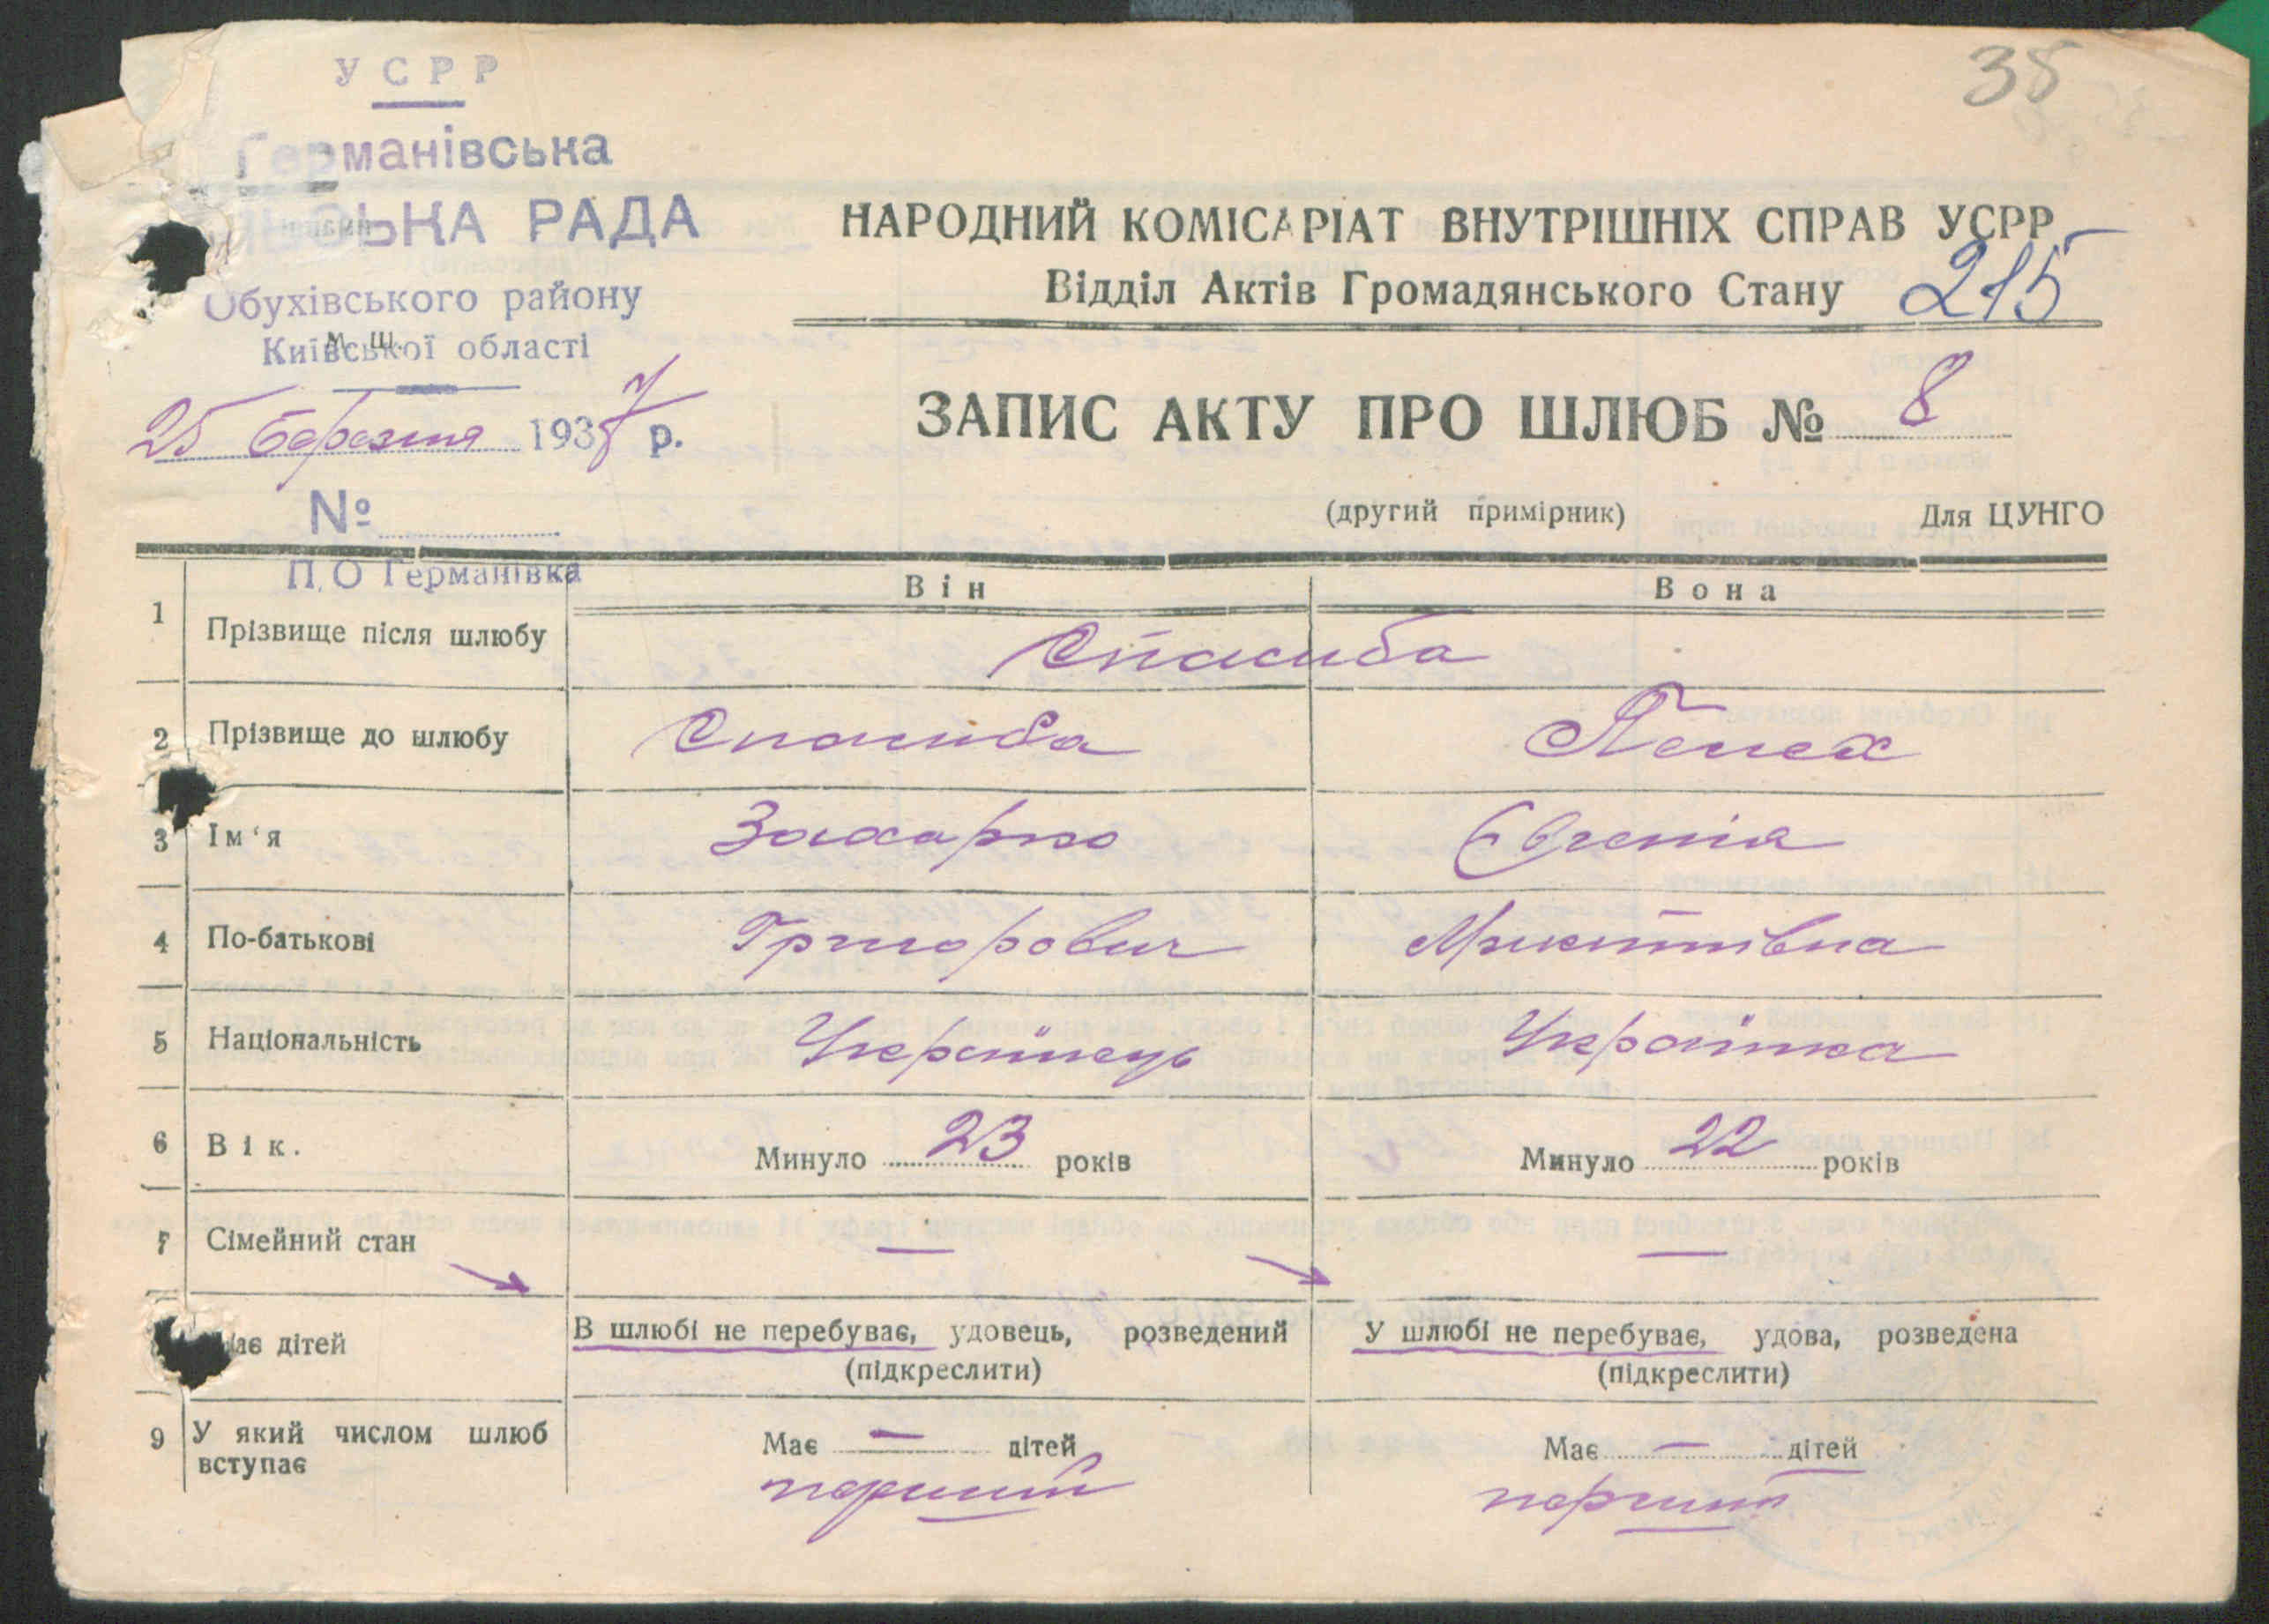 38
УСРР
Германівська
СЬКА РАДА
Обухівського району
м. ш.
Київської області
25 березня 1937 р.
№
П.О Германівка
НАРОДНИЙ КОМІСАРІАТ ВНУТРІШНІХ СПРАВ УСРР
Відділ Актів Громадянського Стану 215
ЗАПИС АКТУ ПРО ШЛЮБ № 8
(другий примірник) Для ЦУНГО
Він Вона
1 Прізвище після шлюбу Спасиба
2 Прізвище до шлюбу Спасиба
3 Ім'я Захарко Євгенія
4 По-батькові Григорович Микитівна
5 Національність Українець Українка
6 Вік. Минуло 23 років Минуло 22 років
7 Сімейний стан — —
має дітей В шлюбі не перебуває, удовець, розведений У шлюбі не перебуває, удова, розведена
(підкреслити) (підкреслити)
9 У який числом шлюб вступає Має — дітей Має — дітей
перший перший